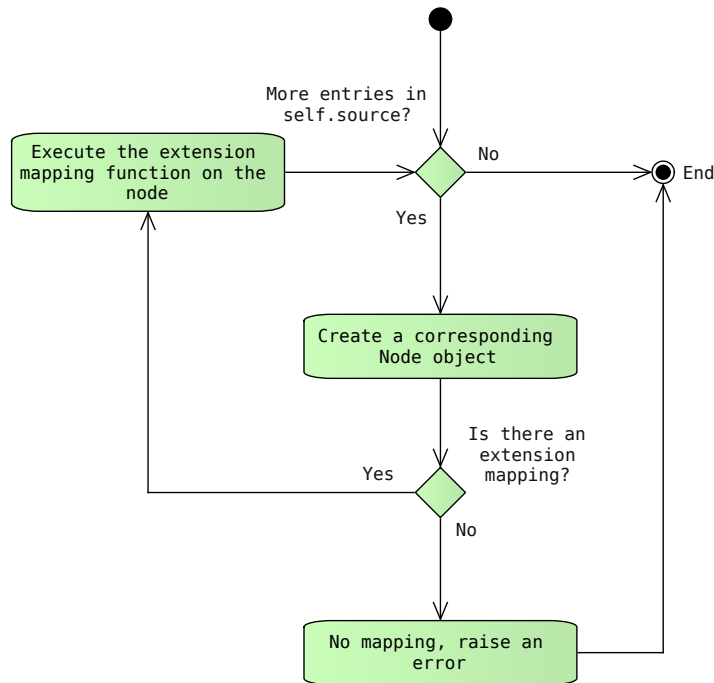 More entries in
self.source?
Execute the extension
mapping function on the
node
No
End
Yes
Create a corresponding
Node object
Is there an
extension
mapping?
Yes
No
No mapping, raise an
error